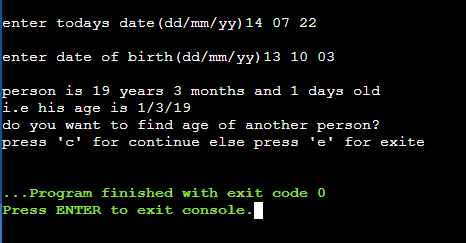 enter todays date(dd/mm/yy)14 07 22
enter date of birth(dd/mm/yy)13 10 03
person is 19 years 3 months and 1 days old
i.e his age is 1/3/19
do you want to find age of another person?
press 'c' for continue else press 'e' for exite
...Program finished with exit code 0
Press ENTER to exit console.